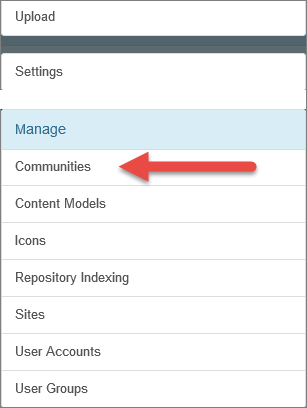 Upload
Settings
Manage
Communities
Content Models
Icons
Repository Indexing
Sites
User Accounts
User Groups